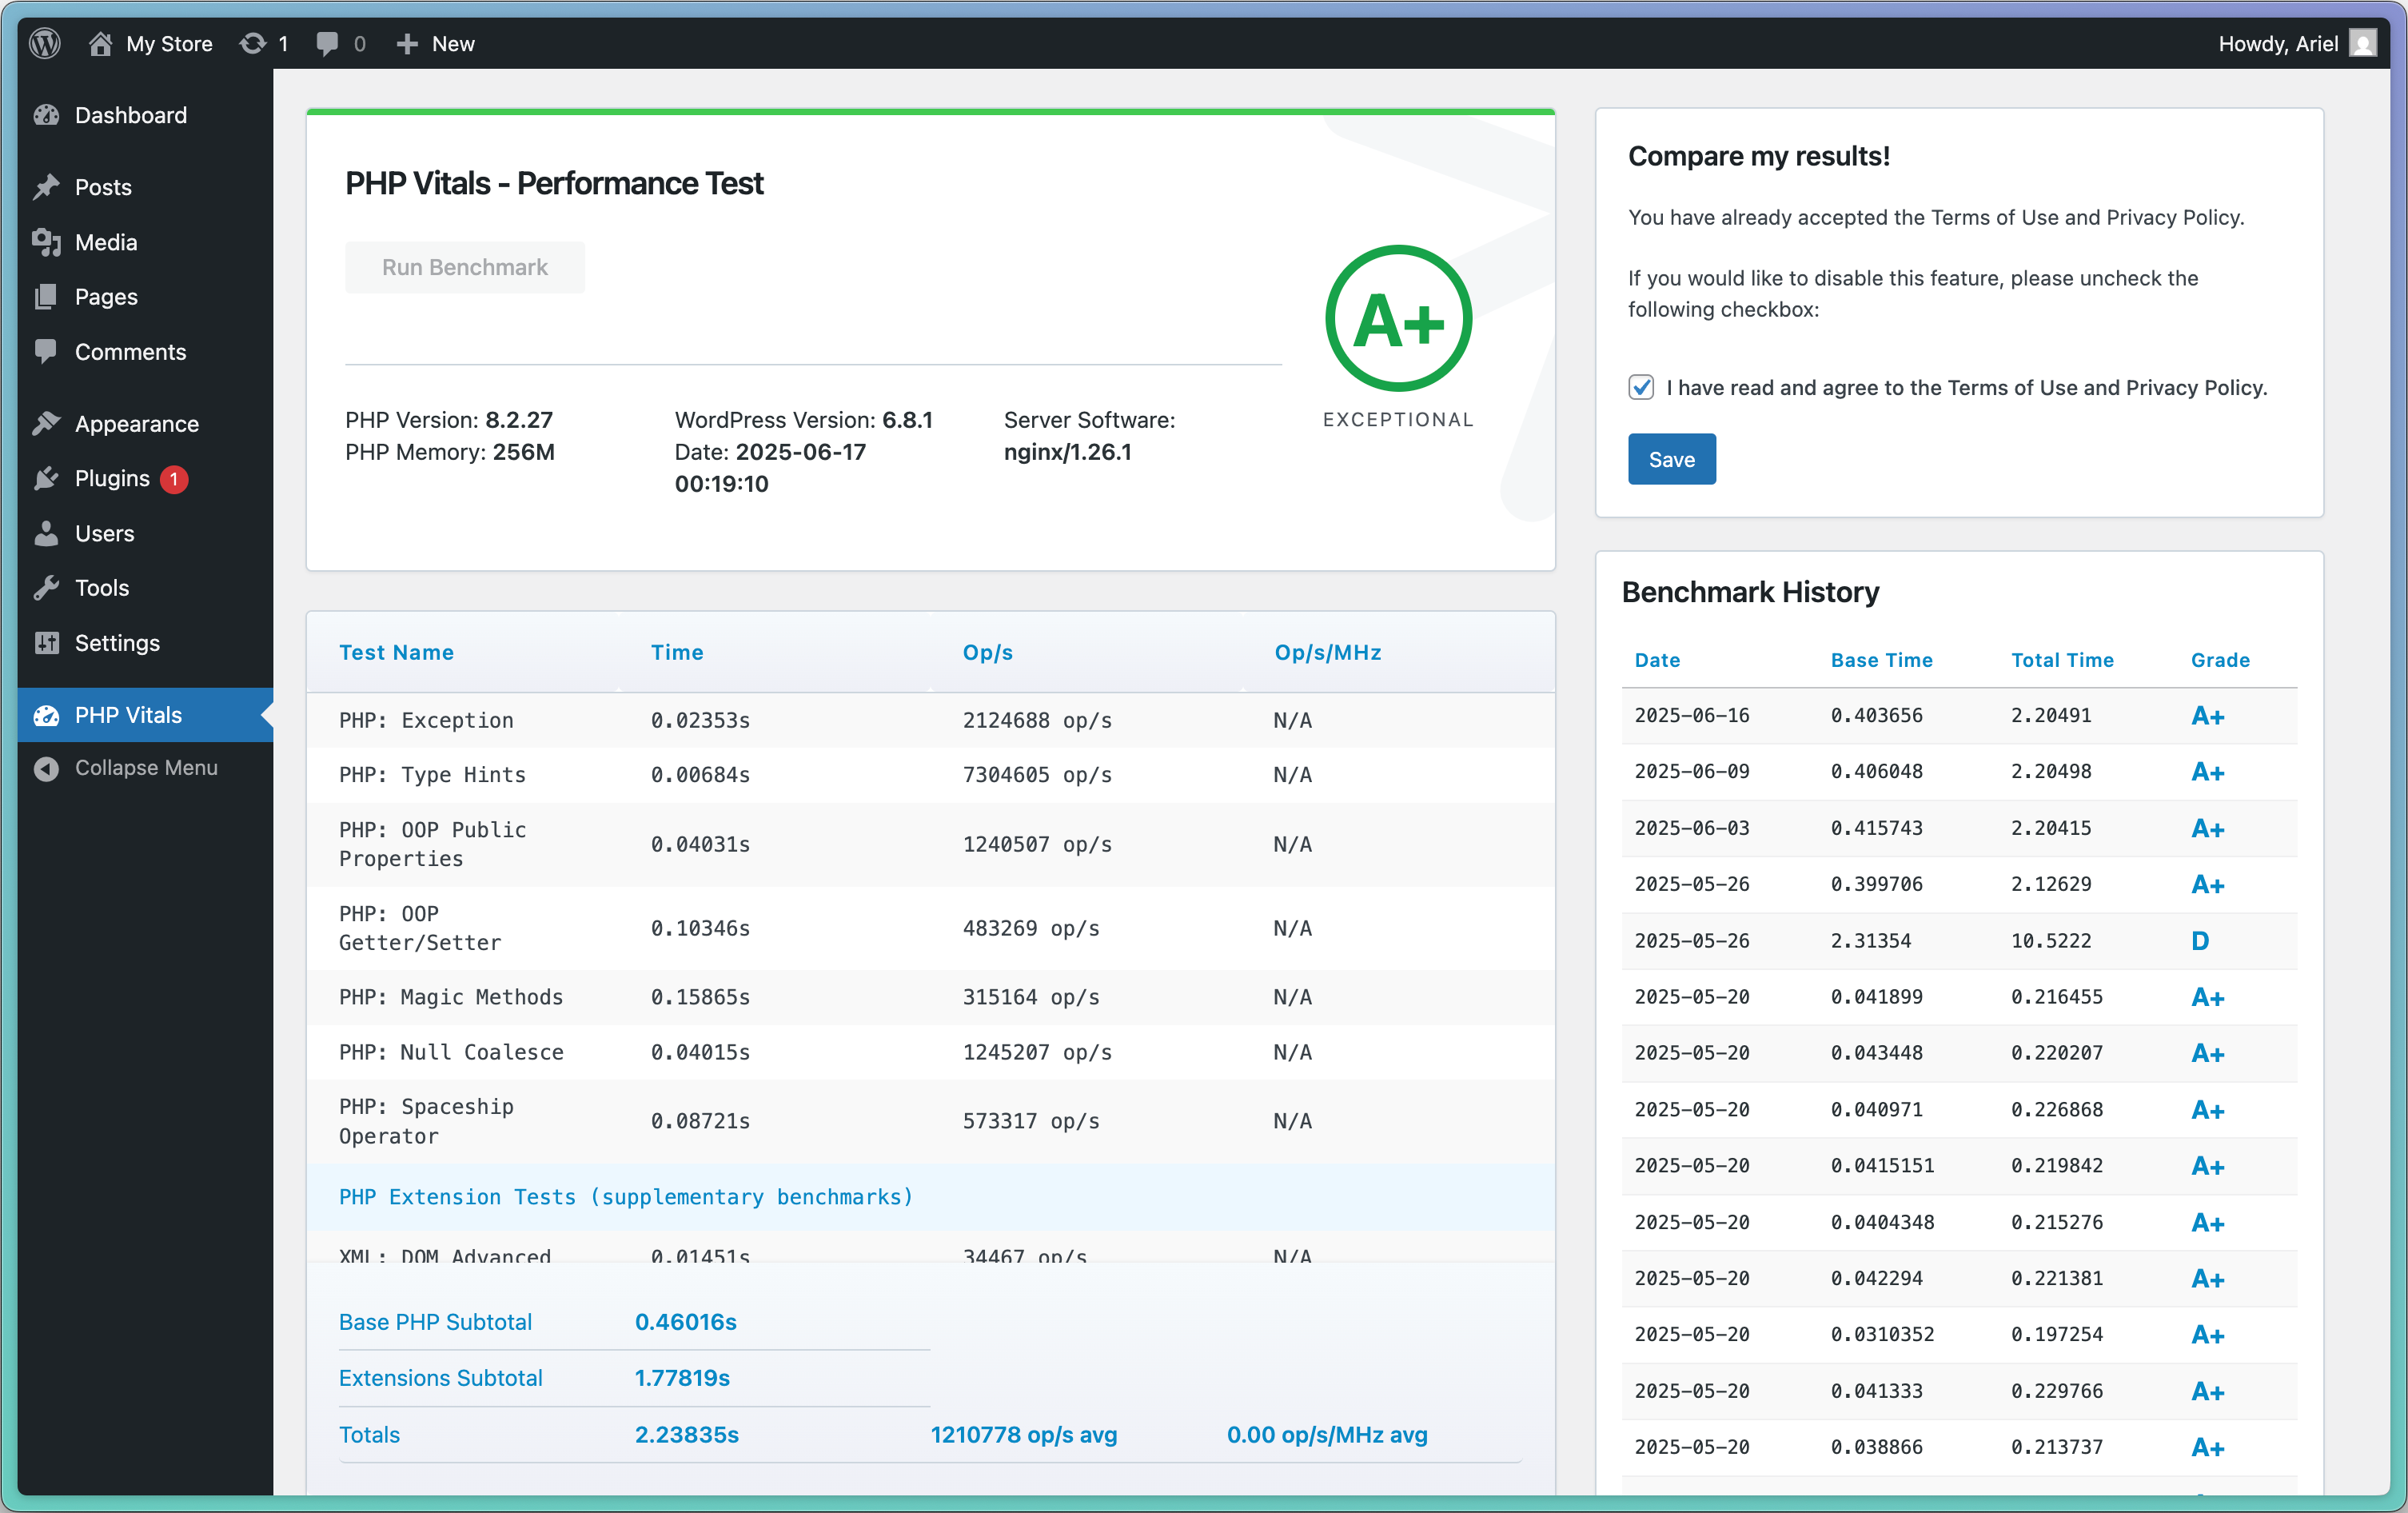 My Store 1 0 New
Howdy, Ariel
Dashboard
Posts
Media
Pages
Comments
Appearance
Plugins 1
Users
Tools
Settings
PHP Vitals
Collapse Menu
PHP Vitals - Performance Test
Run Benchmark
A+
EXCEPTIONAL
PHP Version: 8.2.27
PHP Memory: 256M
WordPress Version: 6.8.1
Date: 2025-06-17
00:19:10
Server Software:
nginx/1.26.1
Test Name Time Op/s Op/s/MHz
PHP: Exception 0.02353s 2124688 op/s N/A
PHP: Type Hints 0.00684s 7304605 op/s N/A
PHP: OOP Public
Properties 0.04031s 1240507 op/s N/A
PHP: OOP
Getter/Setter 0.10346s 483269 op/s N/A
PHP: Magic Methods 0.15865s 315164 op/s N/A
PHP: Null Coalesce 0.04015s 1245207 op/s N/A
PHP: Spaceship
Operator 0.08721s 573317 op/s N/A
PHP Extension Tests (supplementary benchmarks)
XML: DOM Advanced 0.01451s 34467 op/s N/A
Base PHP Subtotal 0.46016s
Extensions Subtotal 1.77819s
Totals 2.23835s 1210778 op/s avg 0.00 op/s/MHz avg
Compare my results!
You have already accepted the Terms of Use and Privacy Policy.
If you would like to disable this feature, please uncheck the
following checkbox:
I have read and agree to the Terms of Use and Privacy Policy.
Save
Benchmark History
Date Base Time Total Time Grade
2025-06-16 0.403656 2.20491 A+
2025-06-09 0.406048 2.20498 A+
2025-06-03 0.415743 2.20415 A+
2025-05-26 0.399706 2.12629 A+
2025-05-26 2.31354 10.5222 D
2025-05-20 0.041899 0.216455 A+
2025-05-20 0.043448 0.220207 A+
2025-05-20 0.040971 0.226868 A+
2025-05-20 0.0415151 0.219842 A+
2025-05-20 0.0404348 0.215276 A+
2025-05-20 0.042294 0.221381 A+
2025-05-20 0.0310352 0.197254 A+
2025-05-20 0.041333 0.229766 A+
2025-05-20 0.038866 0.213737 A+